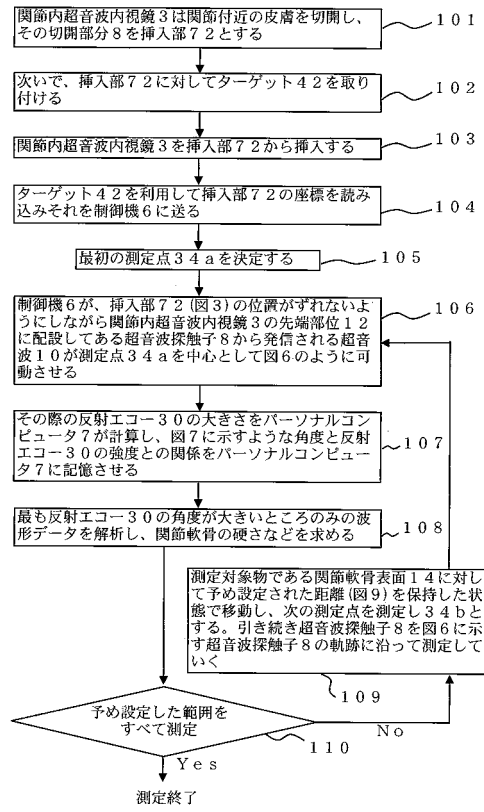 関節内超音波内視鏡３は関節付近の皮膚を切開し、
その切開部分８を挿入部７２とする
１０１
次いで、挿入部７２に対してターゲット４２を取り
付ける
１０２
関節内超音波内視鏡３を挿入部７２から挿入する
１０３
ターゲット４２を利用して挿入部７２の座標を読み
込みそれを制御機６に送る
１０４
最初の測定点３４ａを決定する
１０５
制御機６が、挿入部７２(図３)の位置がずれない
ようにしながら関節内超音波内視鏡３の先端部位１２
に配設してある超音波探触子８から発信される超音
波１０が測定点３４ａを中心として図６のように可
動させる
１０６
その際の反射エコー３０の大きさをパーソナルコン
ピュータ７が計算し、図７に示すような角度と反射
エコー３０の強度との関係をパーソナルコンピュー
タ７に記憶させる
１０７
最も反射エコー３０の角度が大きいところのみの波
形データを解析し、関節軟骨の硬さなどを求める
１０８
測定対象物である関節軟骨表面１４に対し
て予め設定された距離(図９)を保持した状
態で移動し、次の測定点を測定し３４ｂと
する。引き続き超音波探触子８を図６に示
す超音波探触子８の軌跡に沿って測定して
いく
１０９
予め設定した範囲を
すべて測定
１１０
Ｎｏ
Ｙｅｓ
測定終了